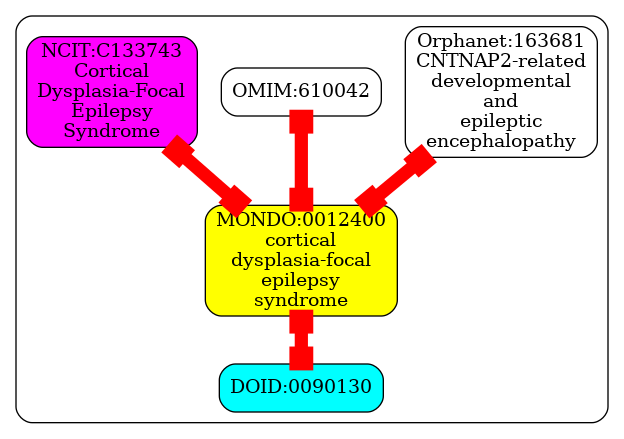 NCIT:C133743
Cortical
Dysplasia-Focal
Epilepsy
Syndrome
OMIM:610042
Orphanet:163681
CNTNAP2-related
developmental
and
epileptic
encephalopathy
MONDO:0012400
cortical
dysplasia-focal
epilepsy
syndrome
DOID:0090130